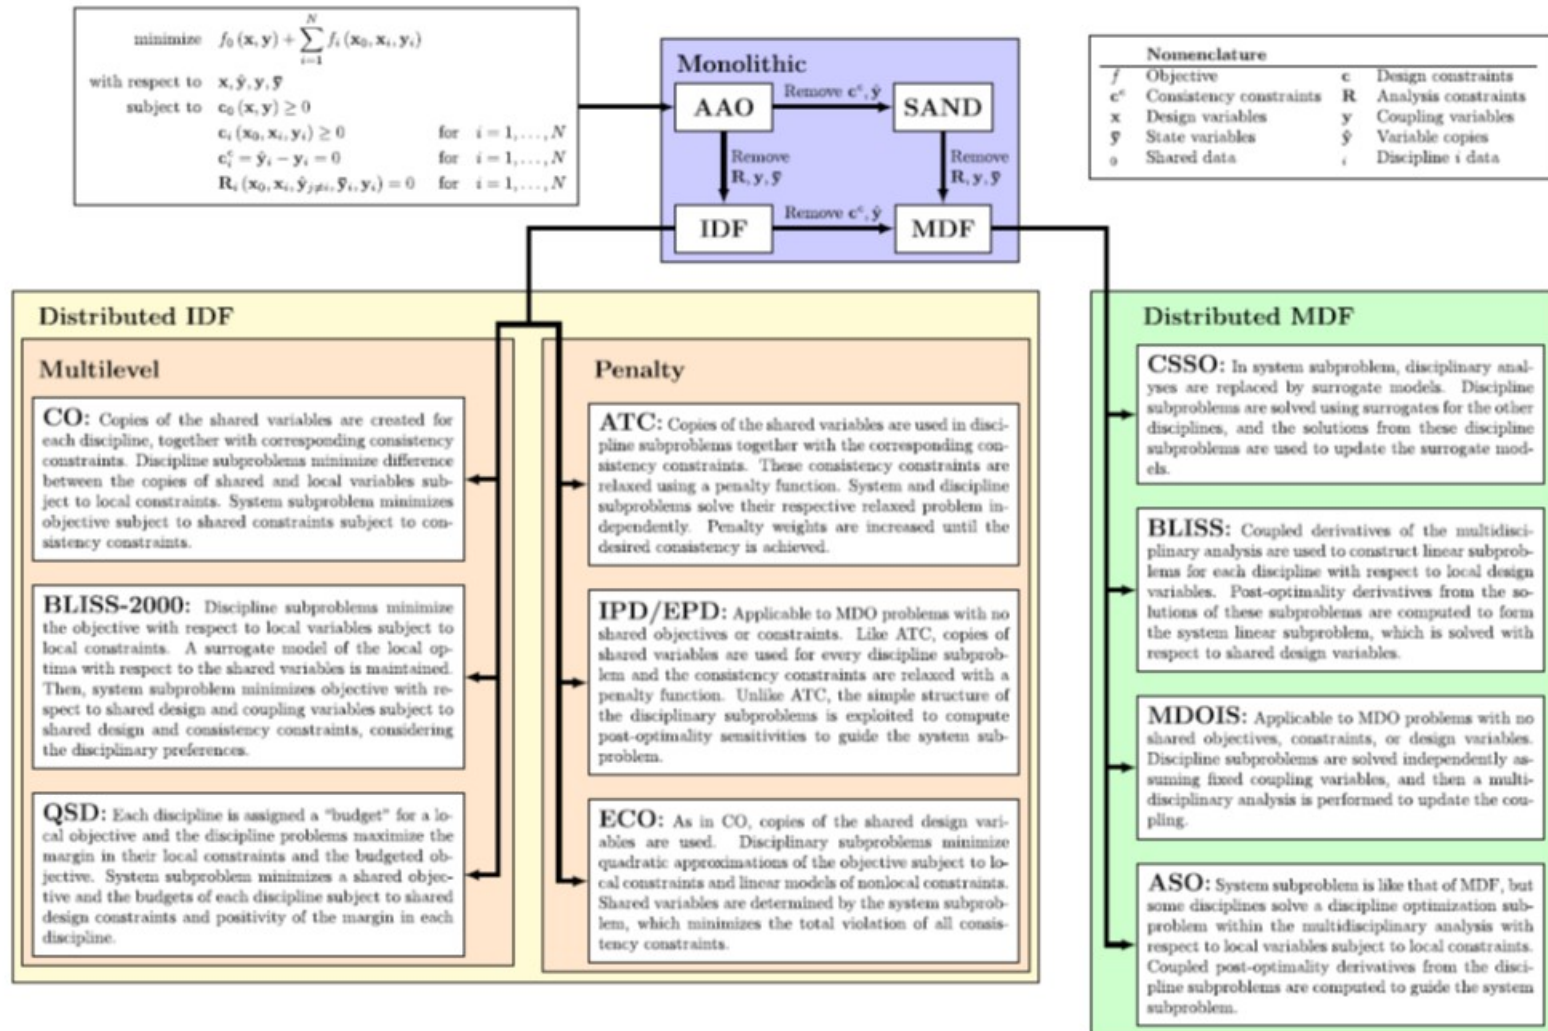 minimize f₀ (x, y) + ∑ᵢ₌₁ᴺ fᵢ (x₀, xᵢ, yᵢ)
with respect to x, ŷ, y, ȳ
subject to c₀ (x, y) ≥ 0
cᵢ (x₀, xᵢ, yᵢ) ≥ 0 for i = 1, . . . , N
cᵢᶜ = ŷᵢ − yᵢ = 0 for i = 1, . . . , N
Rᵢ (x₀, xᵢ, ŷⱼ≠ᵢ, ȳᵢ, yᵢ) = 0 for i = 1, . . . , N
Monolithic
AAO
Remove cᶜ, ŷ
SAND
Remove
R, y, ȳ
Remove
R, y, ȳ
IDF
Remove cᶜ, ŷ
MDF
Nomenclature
f Objective c Design constraints
cᶜ Consistency constraints R Analysis constraints
x Design variables y Coupling variables
ȳ State variables ŷ Variable copies
₀ Shared data ᵢ Discipline i data
Distributed IDF
Multilevel
CO: Copies of the shared variables are created for
each discipline, together with corresponding consistency
constraints. Discipline subproblems minimize difference
between the copies of shared and local variables sub-
ject to local constraints. System subproblem minimizes
objective subject to shared constraints subject to con-
sistency constraints.
BLISS-2000: Discipline subproblems minimize
the objective with respect to local variables subject to
local constraints. A surrogate model of the local op-
tima with respect to the shared variables is maintained.
Then, system subproblem minimizes objective with re-
spect to shared design and coupling variables subject to
shared design and consistency constraints, considering
the disciplinary preferences.
QSD: Each discipline is assigned a "budget" for a lo-
cal objective and the discipline problems maximize the
margin in their local constraints and the budgeted ob-
jective. System subproblem minimizes a shared objec-
tive and the budgets of each discipline subject to shared
design constraints and positivity of the margin in each
discipline.
Penalty
ATC: Copies of the shared variables are used in disci-
pline subproblems together with the corresponding con-
sistency constraints. These consistency constraints are
relaxed using a penalty function. System and discipline
subproblems solve their respective relaxed problem in-
dependently. Penalty weights are increased until the
desired consistency is achieved.
IPD/EPD: Applicable to MDO problems with no
shared objectives or constraints. Like ATC, copies of
shared variables are used for every discipline subprob-
lem and the consistency constraints are relaxed with a
penalty function. Unlike ATC, the simple structure of
the disciplinary subproblems is exploited to compute
post-optimality sensitivities to guide the system sub-
problem.
ECO: As in CO, copies of the shared design vari-
ables are used. Disciplinary subproblems minimize
quadratic approximations of the objective subject to lo-
cal constraints and linear models of nonlocal constraints.
Shared variables are determined by the system subprob-
lem, which minimizes the total violation of all consis-
tency constraints.
Distributed MDF
CSSO: In system subproblem, disciplinary anal-
yses are replaced by surrogate models. Discipline
subproblems are solved using surrogates for the other
disciplines, and the solutions from these discipline
subproblems are used to update the surrogate mod-
els.
BLISS: Coupled derivatives of the multidisci-
plinary analysis are used to construct linear subprob-
lems for each discipline with respect to local design
variables. Post-optimality derivatives from the so-
lutions of these subproblems are computed to form
the system linear subproblem, which is solved with
respect to shared design variables.
MDOIS: Applicable to MDO problems with no
shared objectives, constraints, or design variables.
Discipline subproblems are solved independently as-
suming fixed coupling variables, and then a multi-
disciplinary analysis is performed to update the cou-
pling.
ASO: System subproblem is like that of MDF, but
some disciplines solve a discipline optimization sub-
problem within the multidisciplinary analysis with
respect to local variables subject to local constraints.
Coupled post-optimality derivatives from the disci-
pline subproblems are computed to guide the system
subproblem.